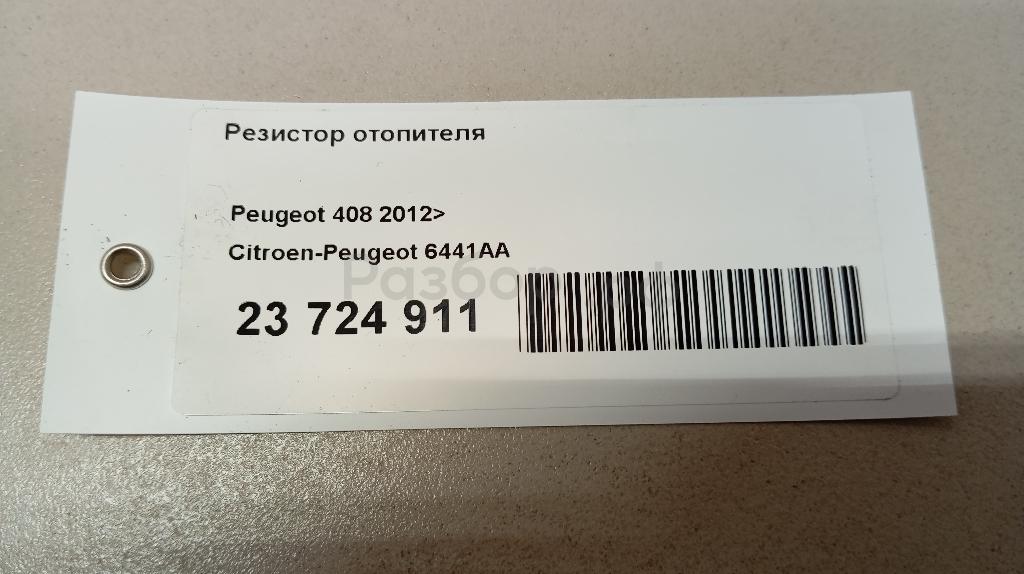 Резистор отопителя
Peugeot 408 2012>
Citroen-Peugeot 6441AA
23 724 911